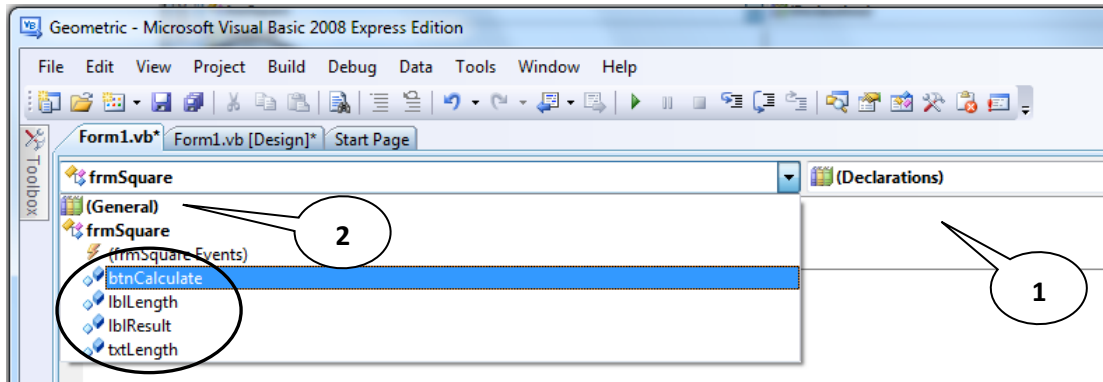 Geometric - Microsoft Visual Basic 2008 Express Edition
File Edit View Project Build Debug Data Tools Window Help
Form1.vb* Form1.vb [Design]* Start Page
Toolbox
frmSquare (Declarations)
(General)
frmSquare
(frmSquare Events)
btnCalculate
lblLength
lblResult
txtLength
2
1